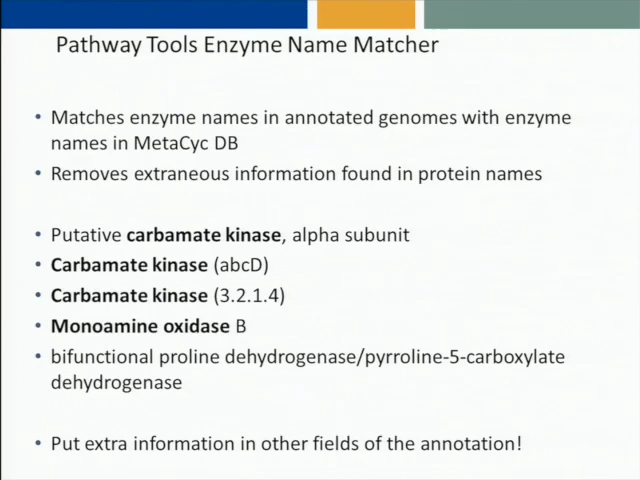 Pathway Tools Enzyme Name Matcher
• Matches enzyme names in annotated genomes with enzyme
names in MetaCyc DB
• Removes extraneous information found in protein names
• Putative carbamate kinase, alpha subunit
• Carbamate kinase (abcD)
• Carbamate kinase (3.2.1.4)
• Monoamine oxidase B
• bifunctional proline dehydrogenase/pyrroline-5-carboxylate
dehydrogenase
• Put extra information in other fields of the annotation!